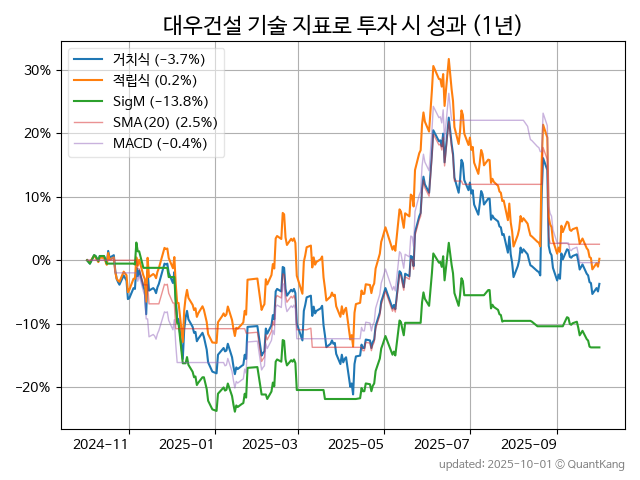 대우건설 기술 지표로 투자 시 성과 (1년)
거치식 (−3.7%)
적립식 (0.2%)
SigM (−13.8%)
SMA(20) (2.5%)
MACD (−0.4%)
30%
20%
10%
0%
−10%
−20%
2024-11 2025-01 2025-03 2025-05 2025-07 2025-09
updated: 2025-10-01 © QuantKang